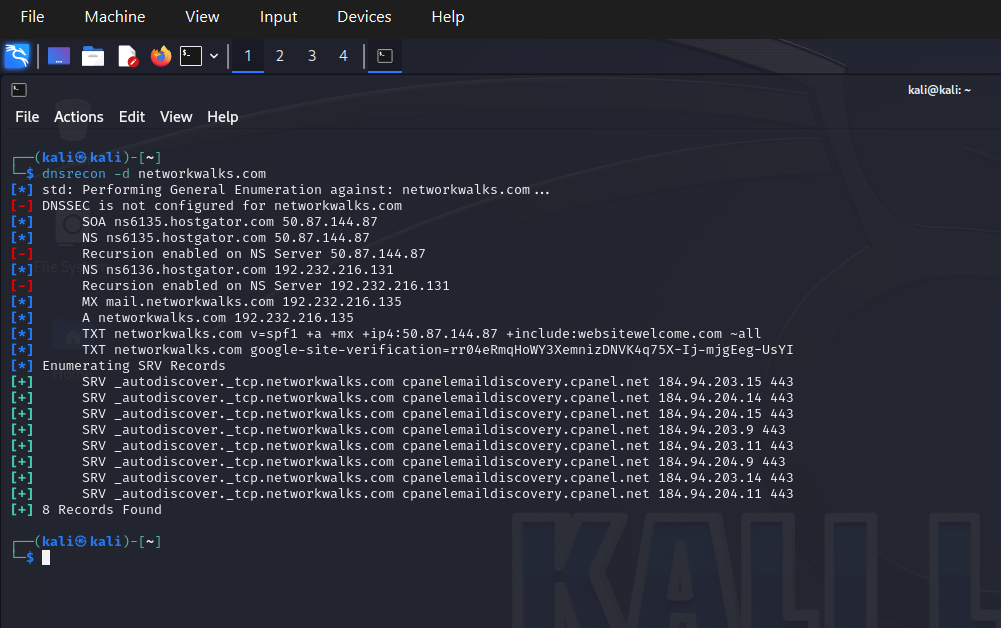 File Machine View Input Devices Help
1 2 3 4
kali@kali: ~
File Actions Edit View Help
┌──(kali㉿kali)-[~]
└─$ dnsrecon -d networkwalks.com
[*] std: Performing General Enumeration against: networkwalks.com...
[-] DNSSEC is not configured for networkwalks.com
[*] SOA ns6135.hostgator.com 50.87.144.87
[*] NS ns6135.hostgator.com 50.87.144.87
[-] Recursion enabled on NS Server 50.87.144.87
[*] NS ns6136.hostgator.com 192.232.216.131
[-] Recursion enabled on NS Server 192.232.216.131
[*] MX mail.networkwalks.com 192.232.216.135
[*] A networkwalks.com 192.232.216.135
[*] TXT networkwalks.com v=spf1 +a +mx +ip4:50.87.144.87 +include:websitewelcome.com ~all
[*] TXT networkwalks.com google-site-verification=rr04eRmqHoWY3XemnizDNVK4q75X-Ij-mjgEeg-UsYI
[*] Enumerating SRV Records
[+] SRV _autodiscover._tcp.networkwalks.com cpanelemaildiscovery.cpanel.net 184.94.203.15 443
[+] SRV _autodiscover._tcp.networkwalks.com cpanelemaildiscovery.cpanel.net 184.94.204.14 443
[+] SRV _autodiscover._tcp.networkwalks.com cpanelemaildiscovery.cpanel.net 184.94.204.15 443
[+] SRV _autodiscover._tcp.networkwalks.com cpanelemaildiscovery.cpanel.net 184.94.203.9 443
[+] SRV _autodiscover._tcp.networkwalks.com cpanelemaildiscovery.cpanel.net 184.94.203.11 443
[+] SRV _autodiscover._tcp.networkwalks.com cpanelemaildiscovery.cpanel.net 184.94.204.9 443
[+] SRV _autodiscover._tcp.networkwalks.com cpanelemaildiscovery.cpanel.net 184.94.203.14 443
[+] SRV _autodiscover._tcp.networkwalks.com cpanelemaildiscovery.cpanel.net 184.94.204.11 443
[+] 8 Records Found
┌──(kali㉿kali)-[~]
└─$
KALI L